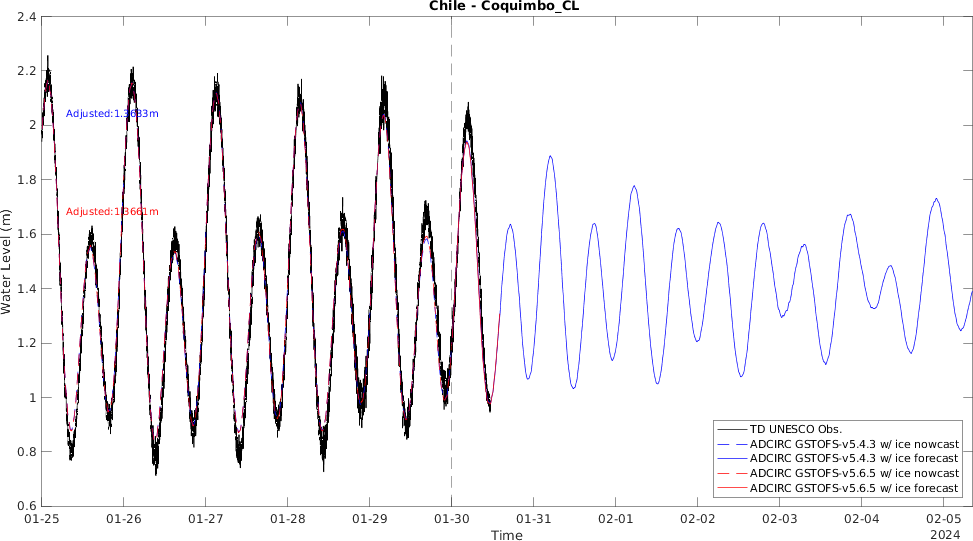 Chile - Coquimbo_CL
2.4
2.2
2
1.8
1.6
1.4
1.2
1
0.8
0.6
Water Level (m)
Adjusted:1.3683m
Adjusted:1.3661m
TD UNESCO Obs.
ADCIRC GSTOFS-v5.4.3 w/ ice nowcast
ADCIRC GSTOFS-v5.4.3 w/ ice forecast
ADCIRC GSTOFS-v5.6.5 w/ ice nowcast
ADCIRC GSTOFS-v5.6.5 w/ ice forecast
01-25 01-26 01-27 01-28 01-29 01-30 01-31 02-01 02-02 02-03 02-04 02-05
2024
Time